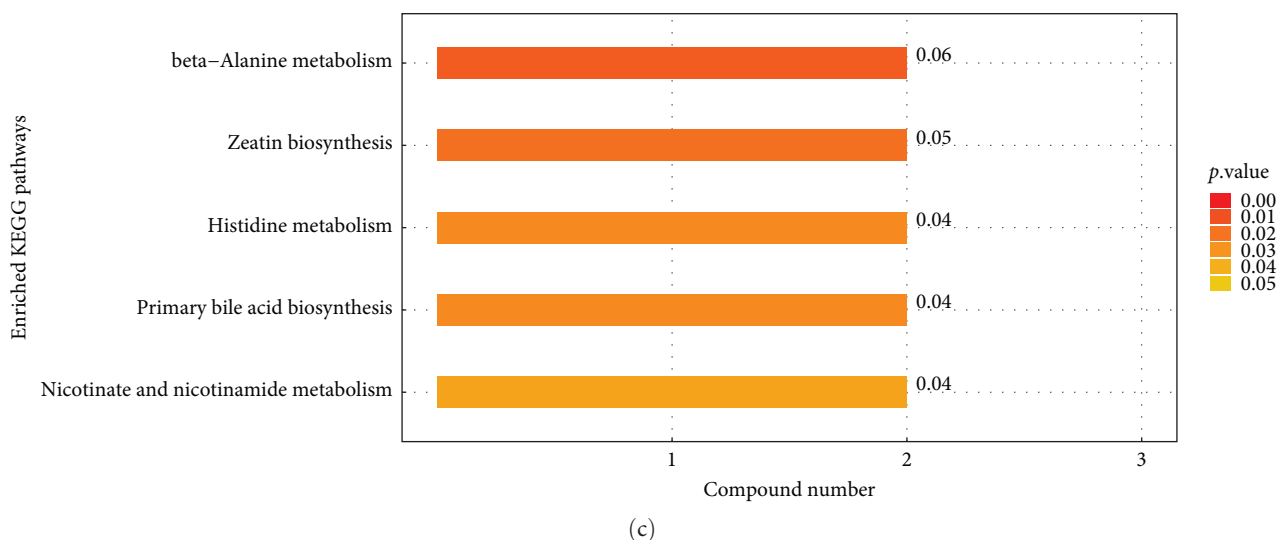 Enriched KEGG pathways
beta−Alanine metabolism
0.06
Zeatin biosynthesis
0.05
Histidine metabolism
0.04
Primary bile acid biosynthesis
0.04
Nicotinate and nicotinamide metabolism
0.04
1
2
3
Compound number
p.value
0.00
0.01
0.02
0.03
0.04
0.05
(c)